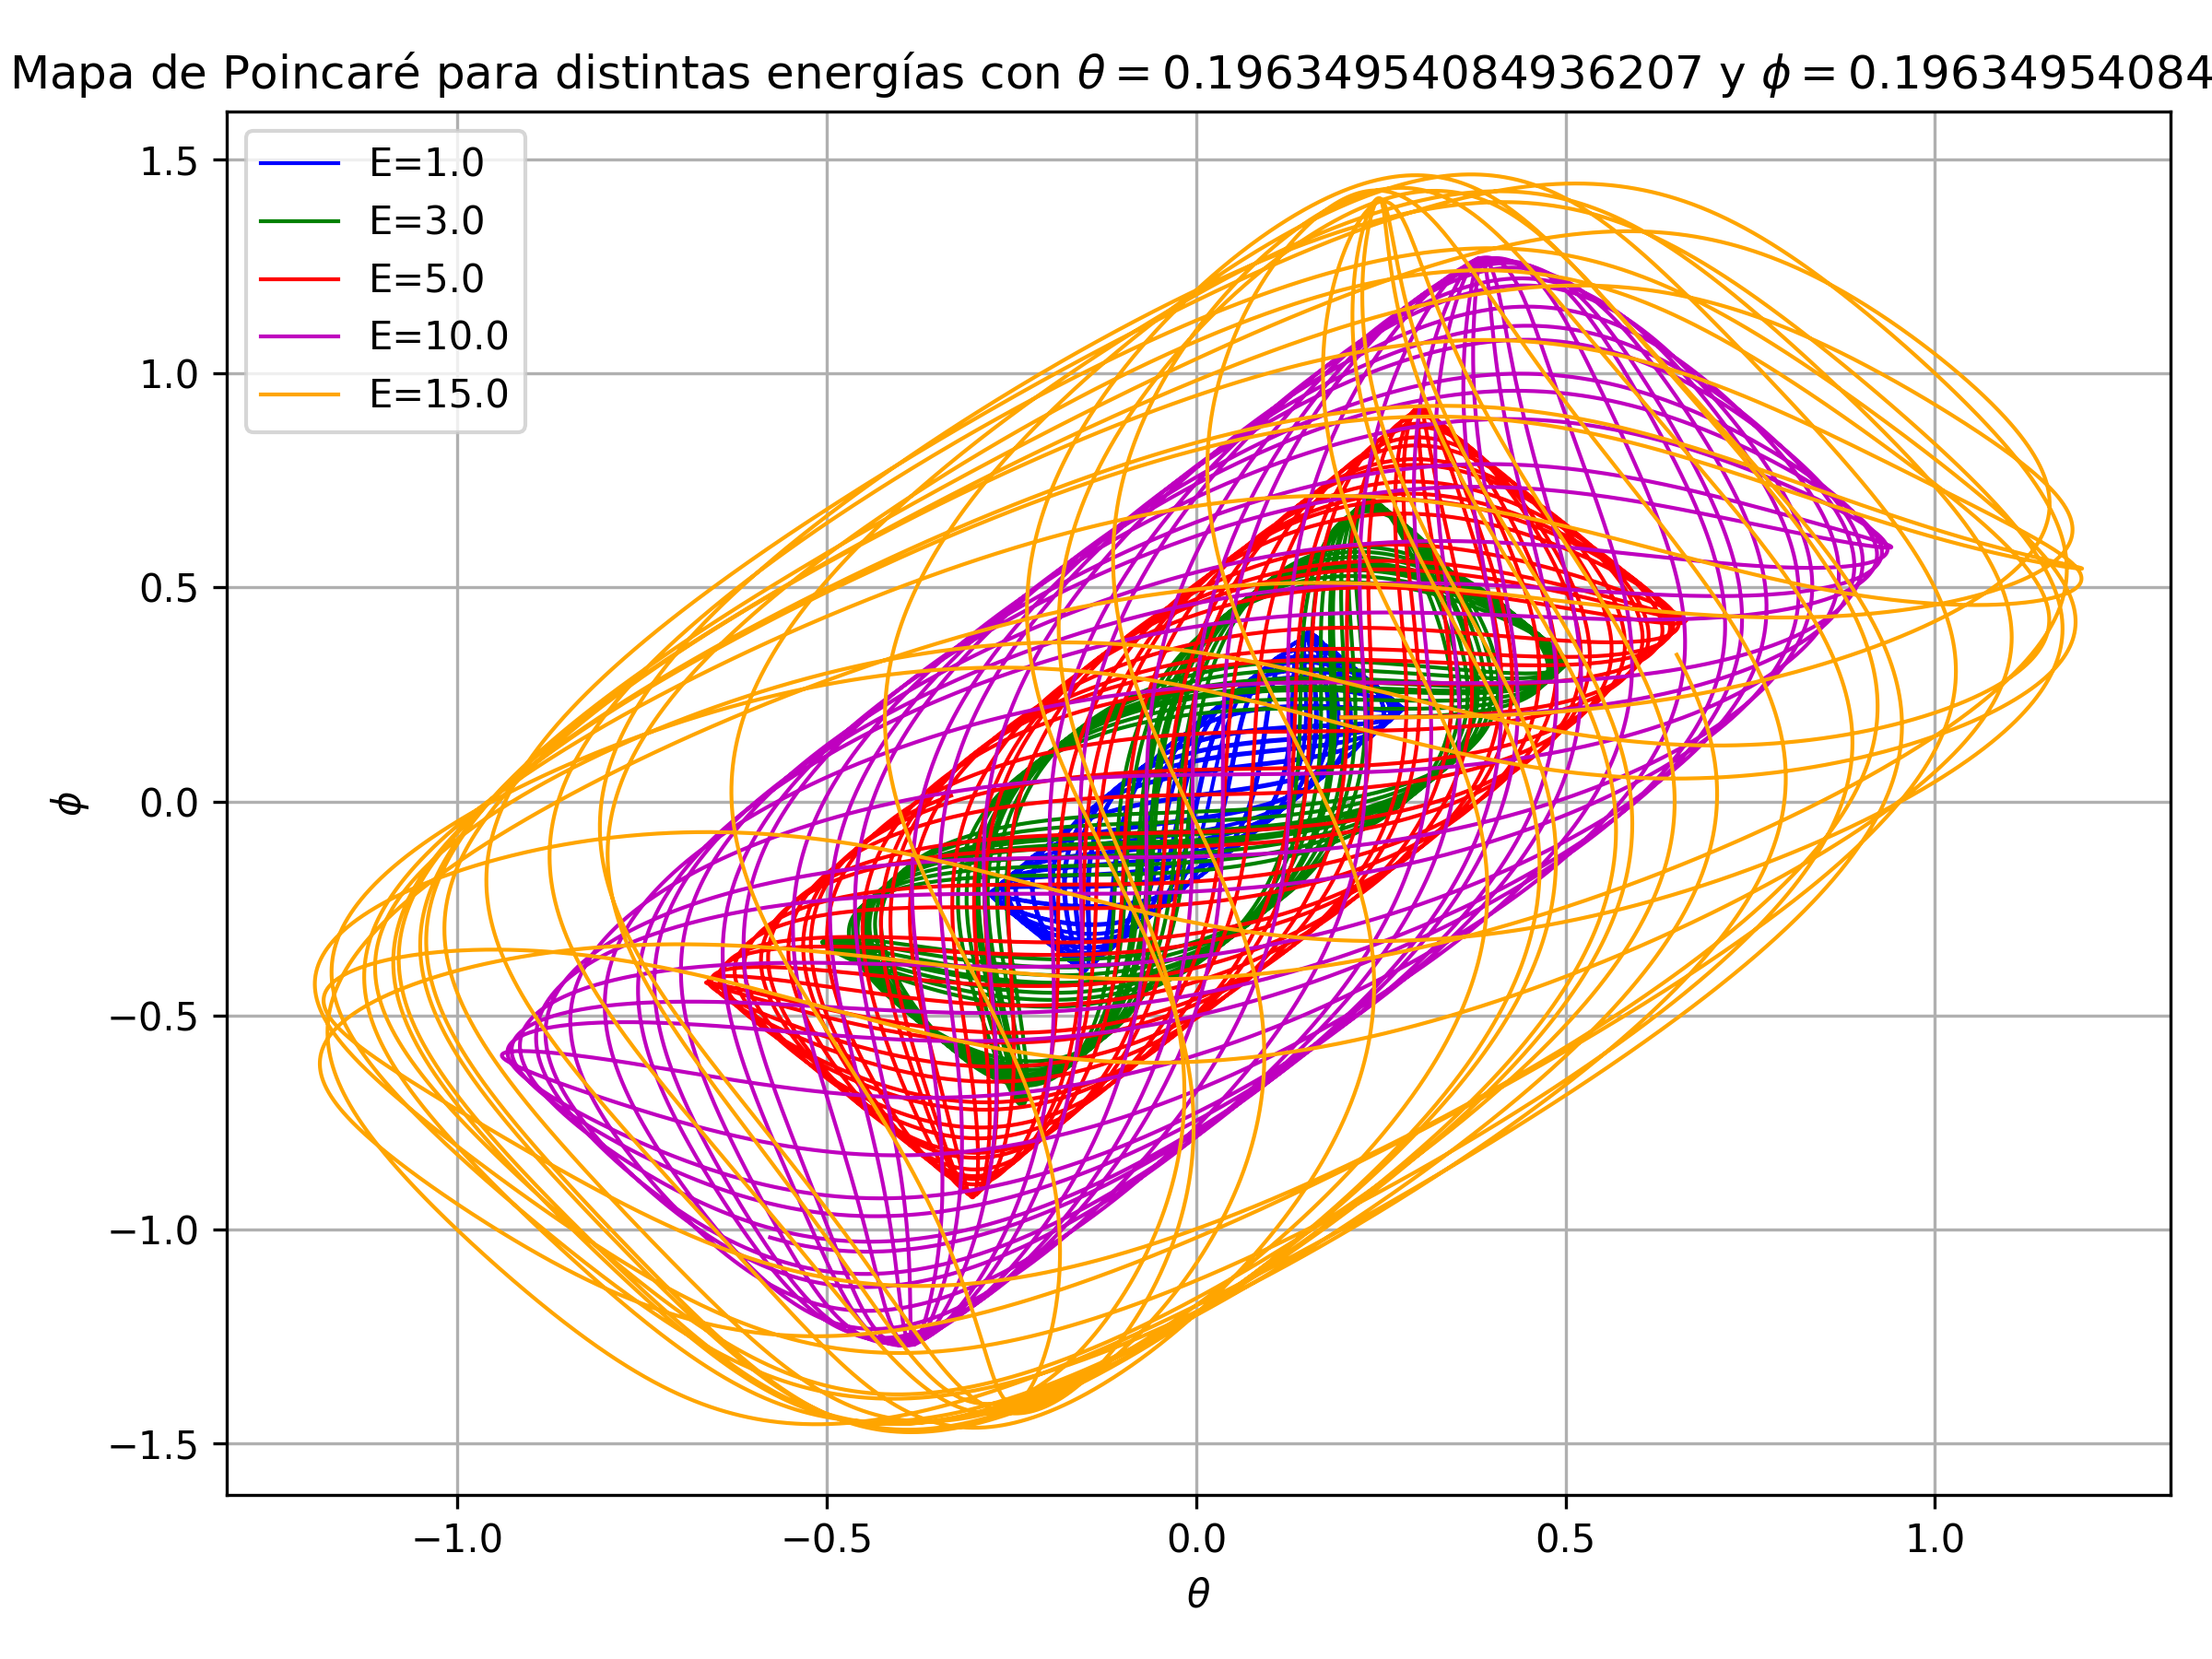 Mapa de Poincaré para distintas energías con θ = 0.19634954084936207 y ϕ = 0.19634954084
E=1.0
E=3.0
E=5.0
E=10.0
E=15.0
1.5
1.0
0.5
0.0
−0.5
−1.0
−1.5
ϕ
−1.0 −0.5 0.0 0.5 1.0
θ